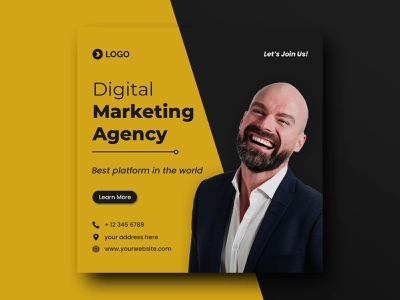 LOGO
Let's Join Us!
Digital
Marketing
Agency
Best platform in the world
Learn More
+ 12 345 6789
your address here
www.yourwebsite.com